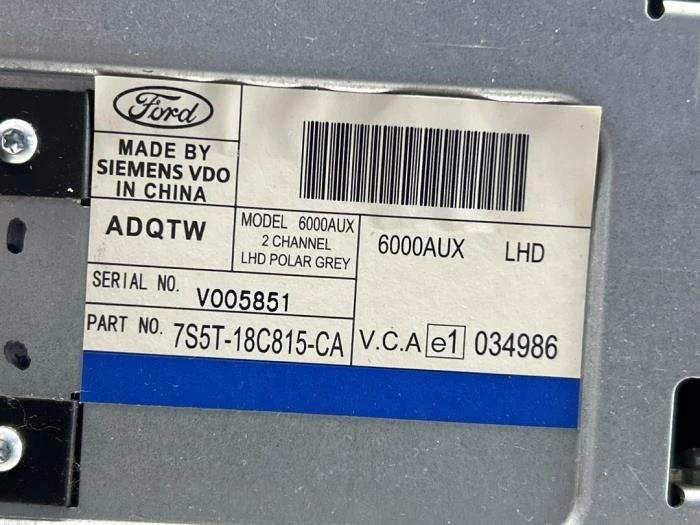 Ford
MADE BY
SIEMENS VDO
IN CHINA
ADQTW
MODEL 6000AUX
2 CHANNEL
LHD POLAR GREY
6000AUX LHD
SERIAL NO. V005851
PART NO. 7S5T-18C815-CA
V.C.A e1 034986